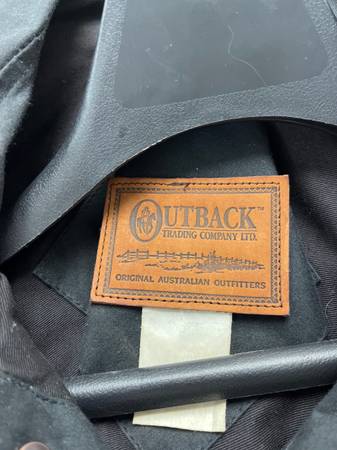 OUTBACK™
TRADING COMPANY LTD.
ORIGINAL AUSTRALIAN OUTFITTERS